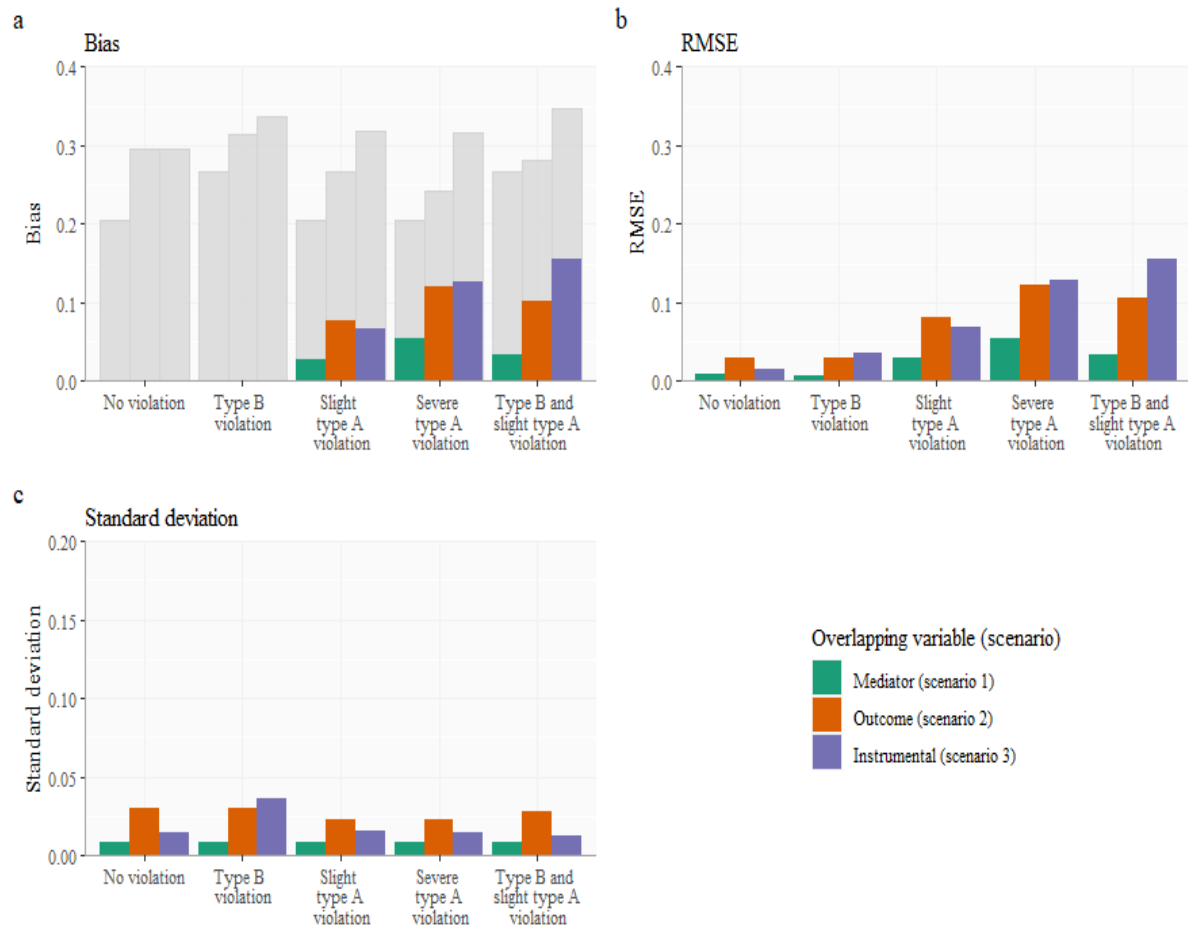 a
Bias
0.4
0.3
0.2
0.1
0.0
Bias
No violation
Type B
violation
Slight
type A
violation
Severe
type A
violation
Type B and
slight type A
violation
b
RMSE
0.4
0.3
0.2
0.1
0.0
RMSE
No violation
Type B
violation
Slight
type A
violation
Severe
type A
violation
Type B and
slight type A
violation
c
Standard deviation
0.20
0.15
0.10
0.05
0.00
Standard deviation
No violation
Type B
violation
Slight
type A
violation
Severe
type A
violation
Type B and
slight type A
violation
Overlapping variable (scenario)
Mediator (scenario 1)
Outcome (scenario 2)
Instrumental (scenario 3)